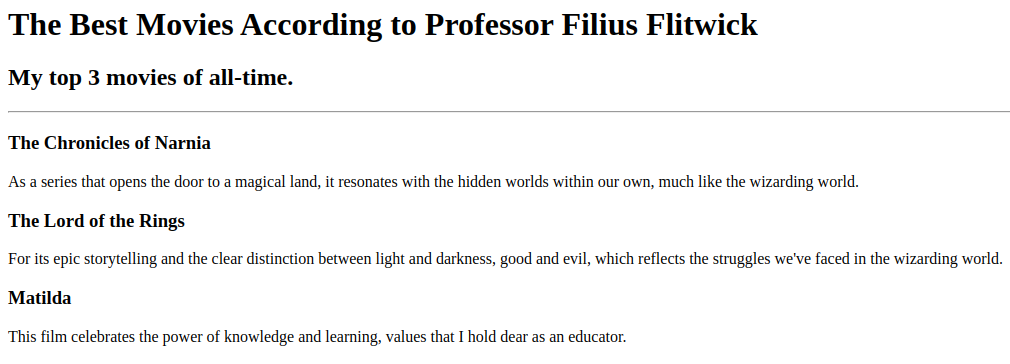 The Best Movies According to Professor Filius Flitwick
My top 3 movies of all-time.
The Chronicles of Narnia
As a series that opens the door to a magical land, it resonates with the hidden worlds within our own, much like the wizarding world.
The Lord of the Rings
For its epic storytelling and the clear distinction between light and darkness, good and evil, which reflects the struggles we've faced in the wizarding world.
Matilda
This film celebrates the power of knowledge and learning, values that I hold dear as an educator.